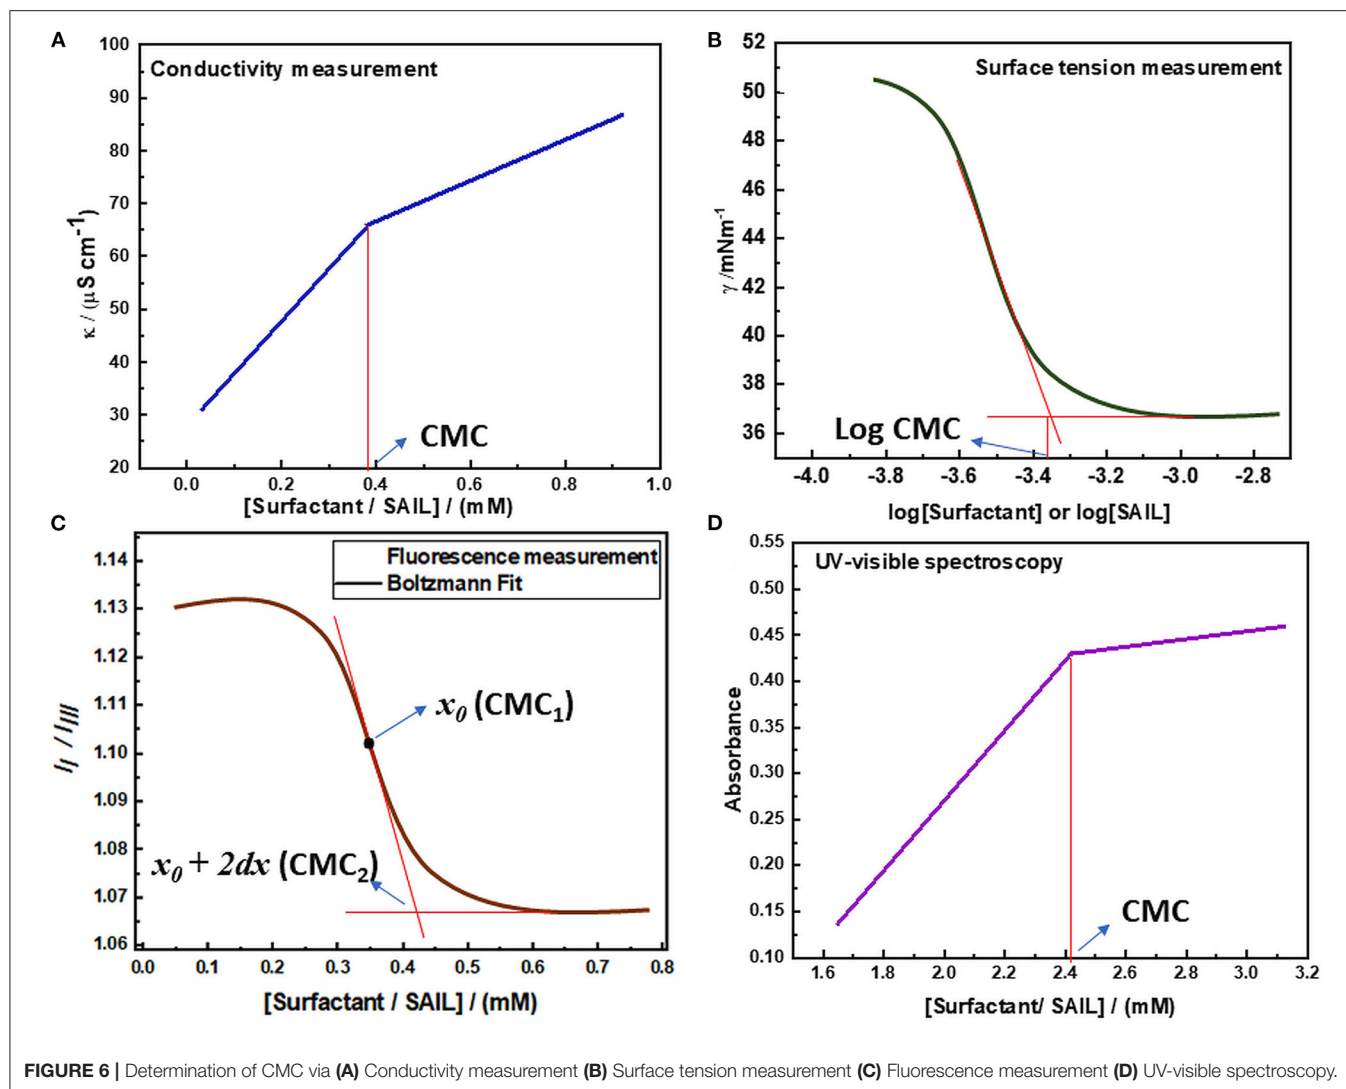 A
Conductivity measurement
100
90
80
70
60
50
40
30
20
κ / (μS cm⁻¹)
CMC
0.0 0.2 0.4 0.6 0.8 1.0
[Surfactant / SAIL] / (mM)
B
Surface tension measurement
52
50
48
46
44
42
40
38
36
γ /mNm⁻¹
Log CMC
-4.0 -3.8 -3.6 -3.4 -3.2 -3.0 -2.8
log[Surfactant] or log[SAIL]
C
Fluorescence measurement
Boltzmann Fit
1.14
1.13
1.12
1.11
1.10
1.09
1.08
1.07
1.06
I_I / I_III
x₀ (CMC₁)
x₀ + 2dx (CMC₂)
0.0 0.1 0.2 0.3 0.4 0.5 0.6 0.7 0.8
[Surfactant / SAIL] / (mM)
D
UV-visible spectroscopy
0.55
0.50
0.45
0.40
0.35
0.30
0.25
0.20
0.15
0.10
Absorbance
CMC
1.6 2.0 2.4 2.6 2.8 3.0 3.2
[Surfactant/ SAIL] / (mM)
FIGURE 6 | Determination of CMC via (A) Conductivity measurement (B) Surface tension measurement (C) Fluorescence measurement (D) UV-visible spectroscopy.